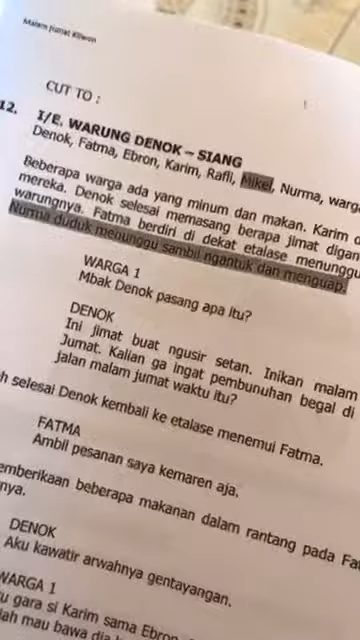 Malam Jumat Kliwon
CUT TO :
12. I/E. WARUNG DENOK – SIANG
Denok, Fatma, Ebron, Karim, Rafli, Mikel, Nurma, warga
Beberapa warga ada yang minum dan makan. Karim d
mereka. Denok selesai memasang berapa jimat digan
warungnya. Fatma berdiri di dekat etalase menunggu
Nurma duduk menunggu sambil ngantuk dan menguap.
WARGA 1
Mbak Denok pasang apa itu?
DENOK
Ini jimat buat ngusir setan. Inikan malam
Jumat. Kalian ga ingat pembunuhan begal di
jalan malam jumat waktu itu?
h selesai Denok kembali ke etalase menemui Fatma.
FATMA
Ambil pesanan saya kemaren aja.
emberikaan beberapa makanan dalam rantang pada Fa
nya.
DENOK
Aku kawatir arwahnya gentayangan.
WARGA 1
u gara si Karim sama Ebron
lah mau bawa dia